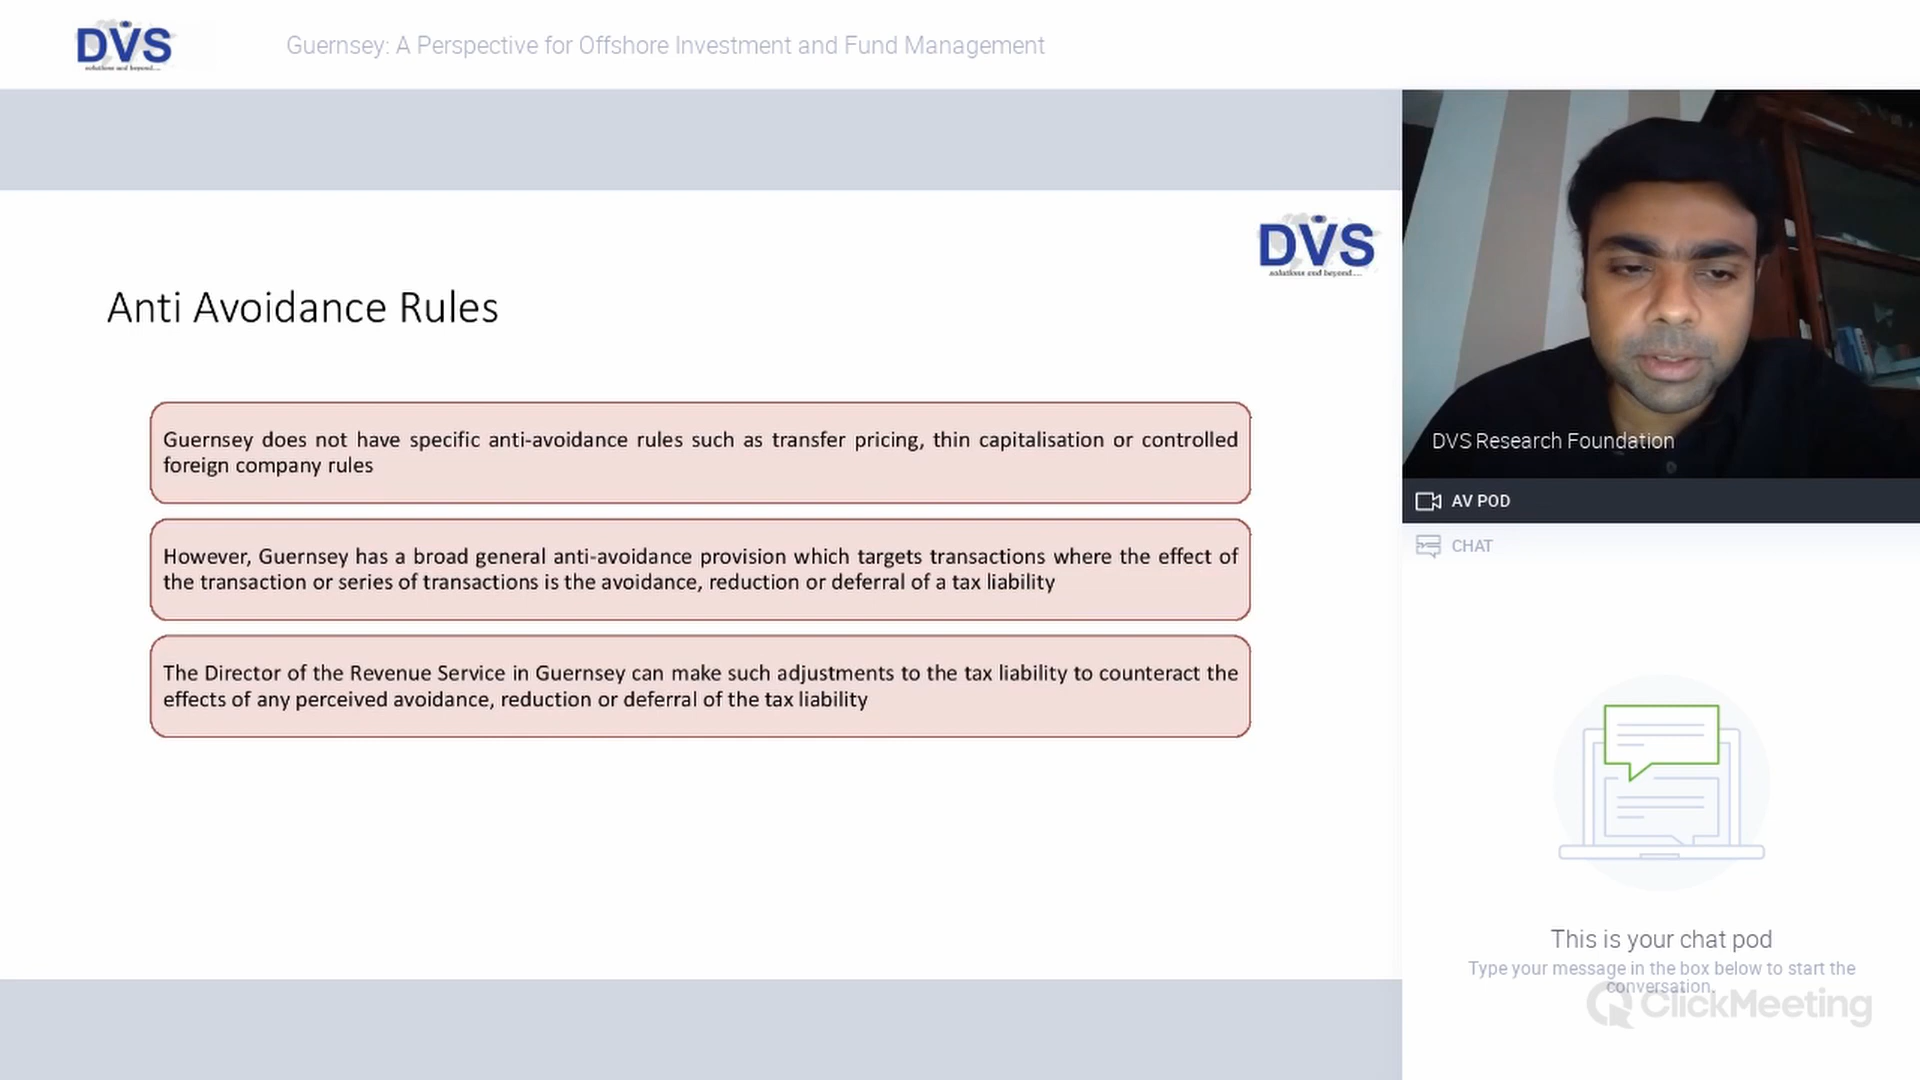 DVS
solutions and beyond....
Guernsey: A Perspective for Offshore Investment and Fund Management
DVS
solutions and beyond....
Anti Avoidance Rules
Guernsey does not have specific anti-avoidance rules such as transfer pricing, thin capitalisation or controlled
foreign company rules
However, Guernsey has a broad general anti-avoidance provision which targets transactions where the effect of
the transaction or series of transactions is the avoidance, reduction or deferral of a tax liability
The Director of the Revenue Service in Guernsey can make such adjustments to the tax liability to counteract the
effects of any perceived avoidance, reduction or deferral of the tax liability
DVS Research Foundation
AV POD
CHAT
This is your chat pod
Type your message in the box below to start the
conversation.
ClickMeeting